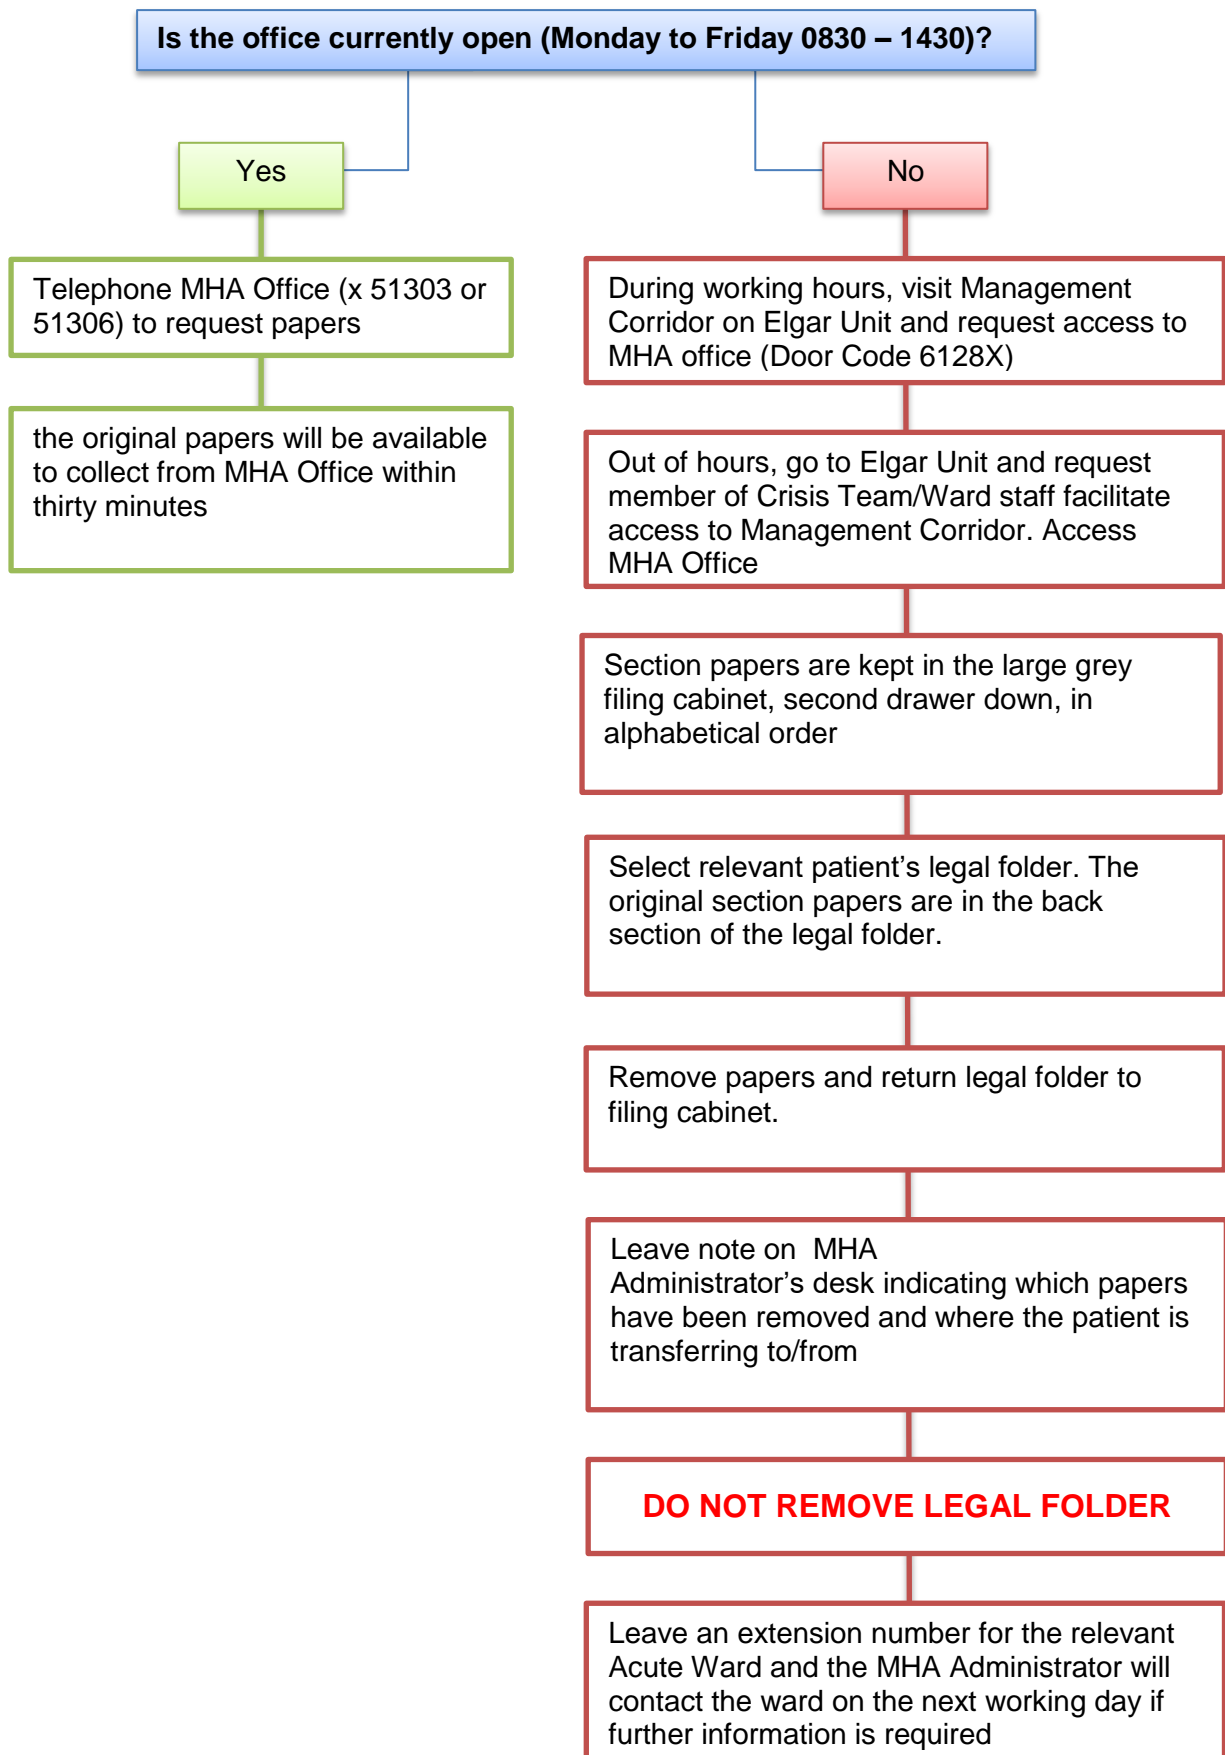 Is the office currently open (Monday to Friday 0830 – 1430)?
Yes
No
Telephone MHA Office (x 51303 or
51306) to request papers
the original papers will be available
to collect from MHA Office within
thirty minutes
During working hours, visit Management
Corridor on Elgar Unit and request access to
MHA office (Door Code 6128X)
Out of hours, go to Elgar Unit and request
member of Crisis Team/Ward staff facilitate
access to Management Corridor. Access
MHA Office
Section papers are kept in the large grey
filing cabinet, second drawer down, in
alphabetical order
Select relevant patient’s legal folder. The
original section papers are in the back
section of the legal folder.
Remove papers and return legal folder to
filing cabinet.
Leave note on  MHA
Administrator’s desk indicating which papers
have been removed and where the patient is
transferring to/from
DO NOT REMOVE LEGAL FOLDER
Leave an extension number for the relevant
Acute Ward and the MHA Administrator will
contact the ward on the next working day if
further information is required